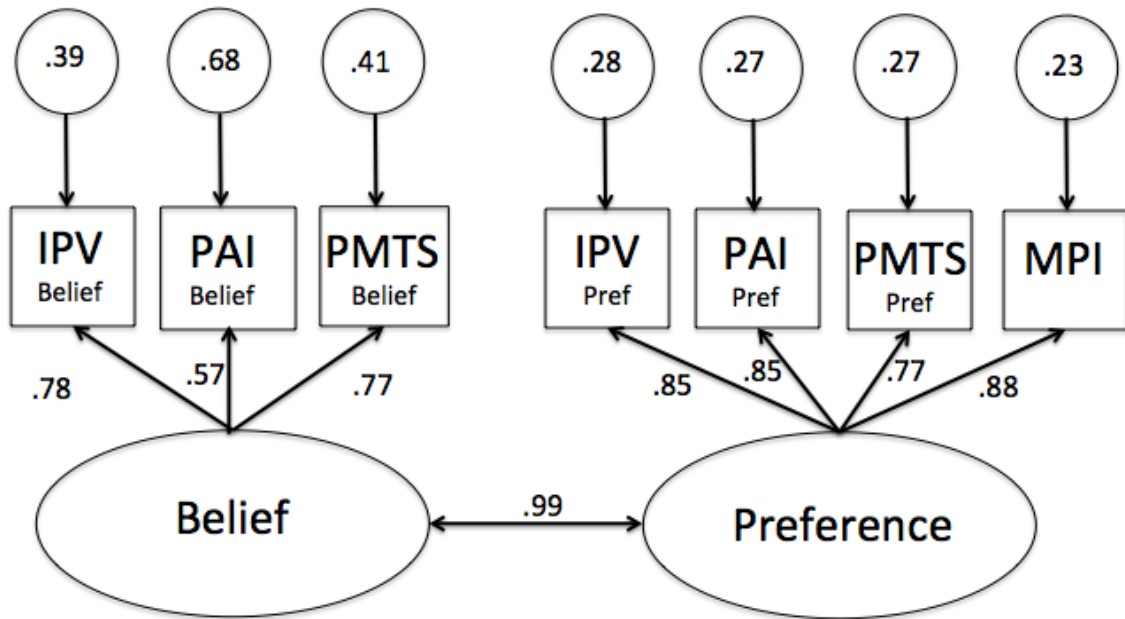 .39 .68 .41 .28 .27 .27 .23
IPV PAI PMTS IPV PAI PMTS MPI
Belief Belief Belief Pref Pref Pref
.78 .57 .77 .85 .85 .77 .88
Belief .99 Preference